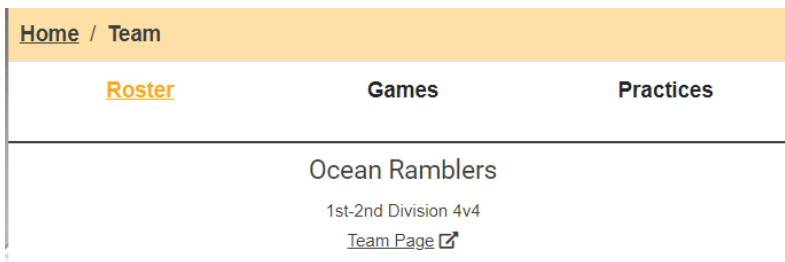 Home / Team
Roster Games Practices
Ocean Ramblers
1st-2nd Division 4v4
Team Page